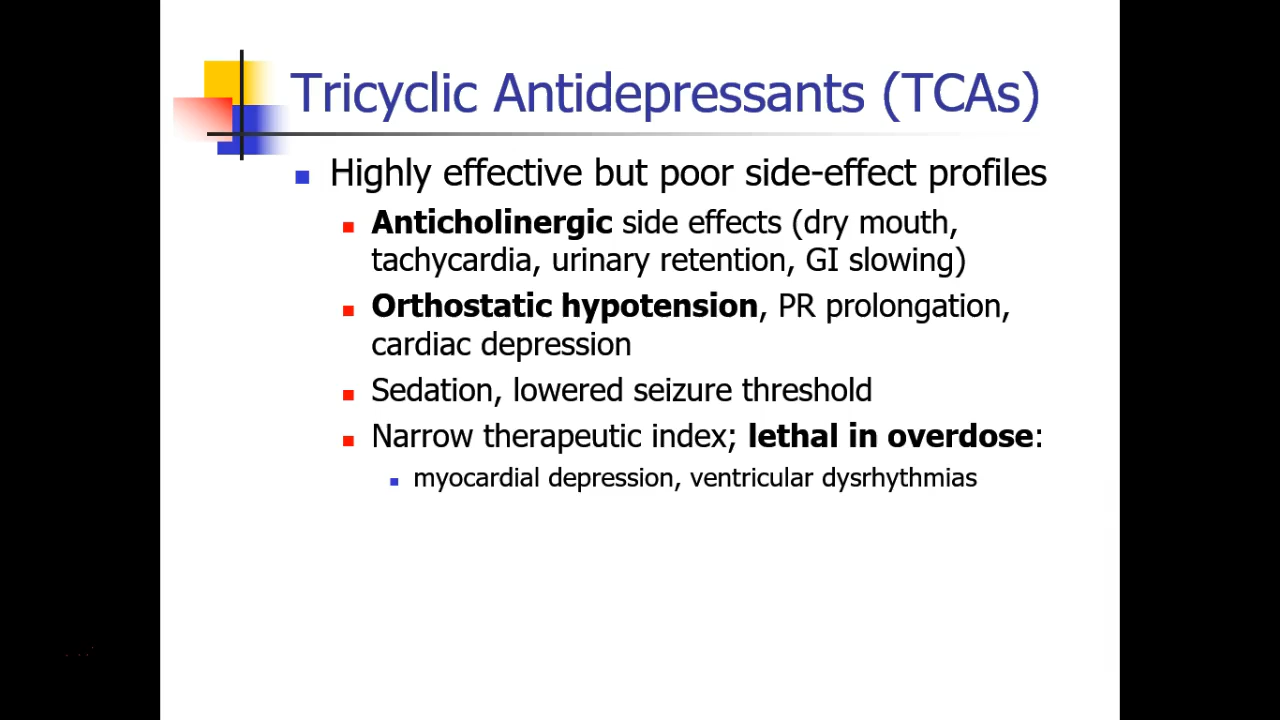 Tricyclic Antidepressants (TCAs)
Highly effective but poor side-effect profiles
Anticholinergic side effects (dry mouth,
tachycardia, urinary retention, GI slowing)
Orthostatic hypotension, PR prolongation,
cardiac depression
Sedation, lowered seizure threshold
Narrow therapeutic index; lethal in overdose:
myocardial depression, ventricular dysrhythmias